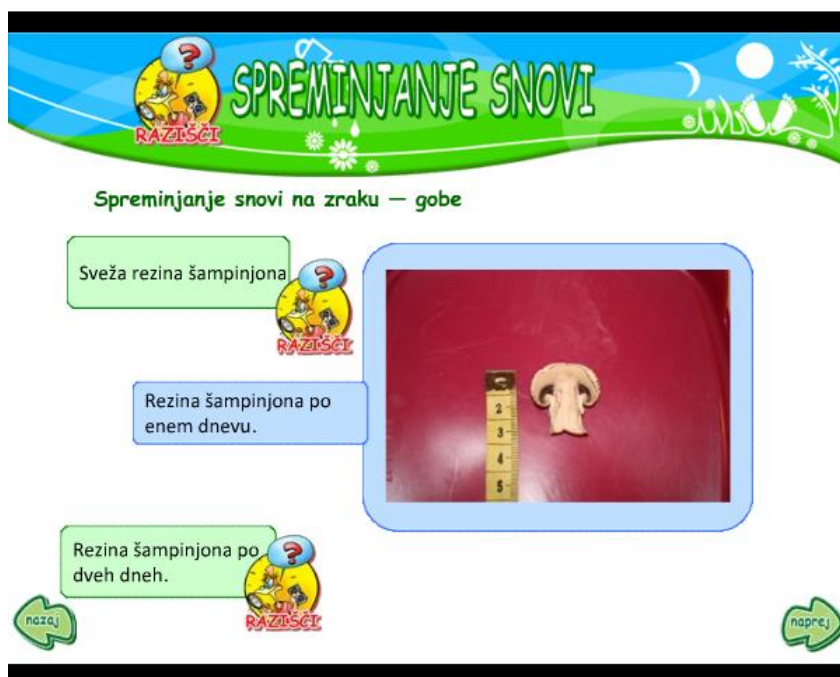 RAZIŠČI
SPREMINJANJE SNOVI
Spreminjanje snovi na zraku – gobe
Sveža rezina šampinjona
RAZIŠČI
Rezina šampinjona po
enem dnevu.
2
3
4
5
Rezina šampinjona po
dveh dneh.
RAZIŠČI
nazaj
naprej